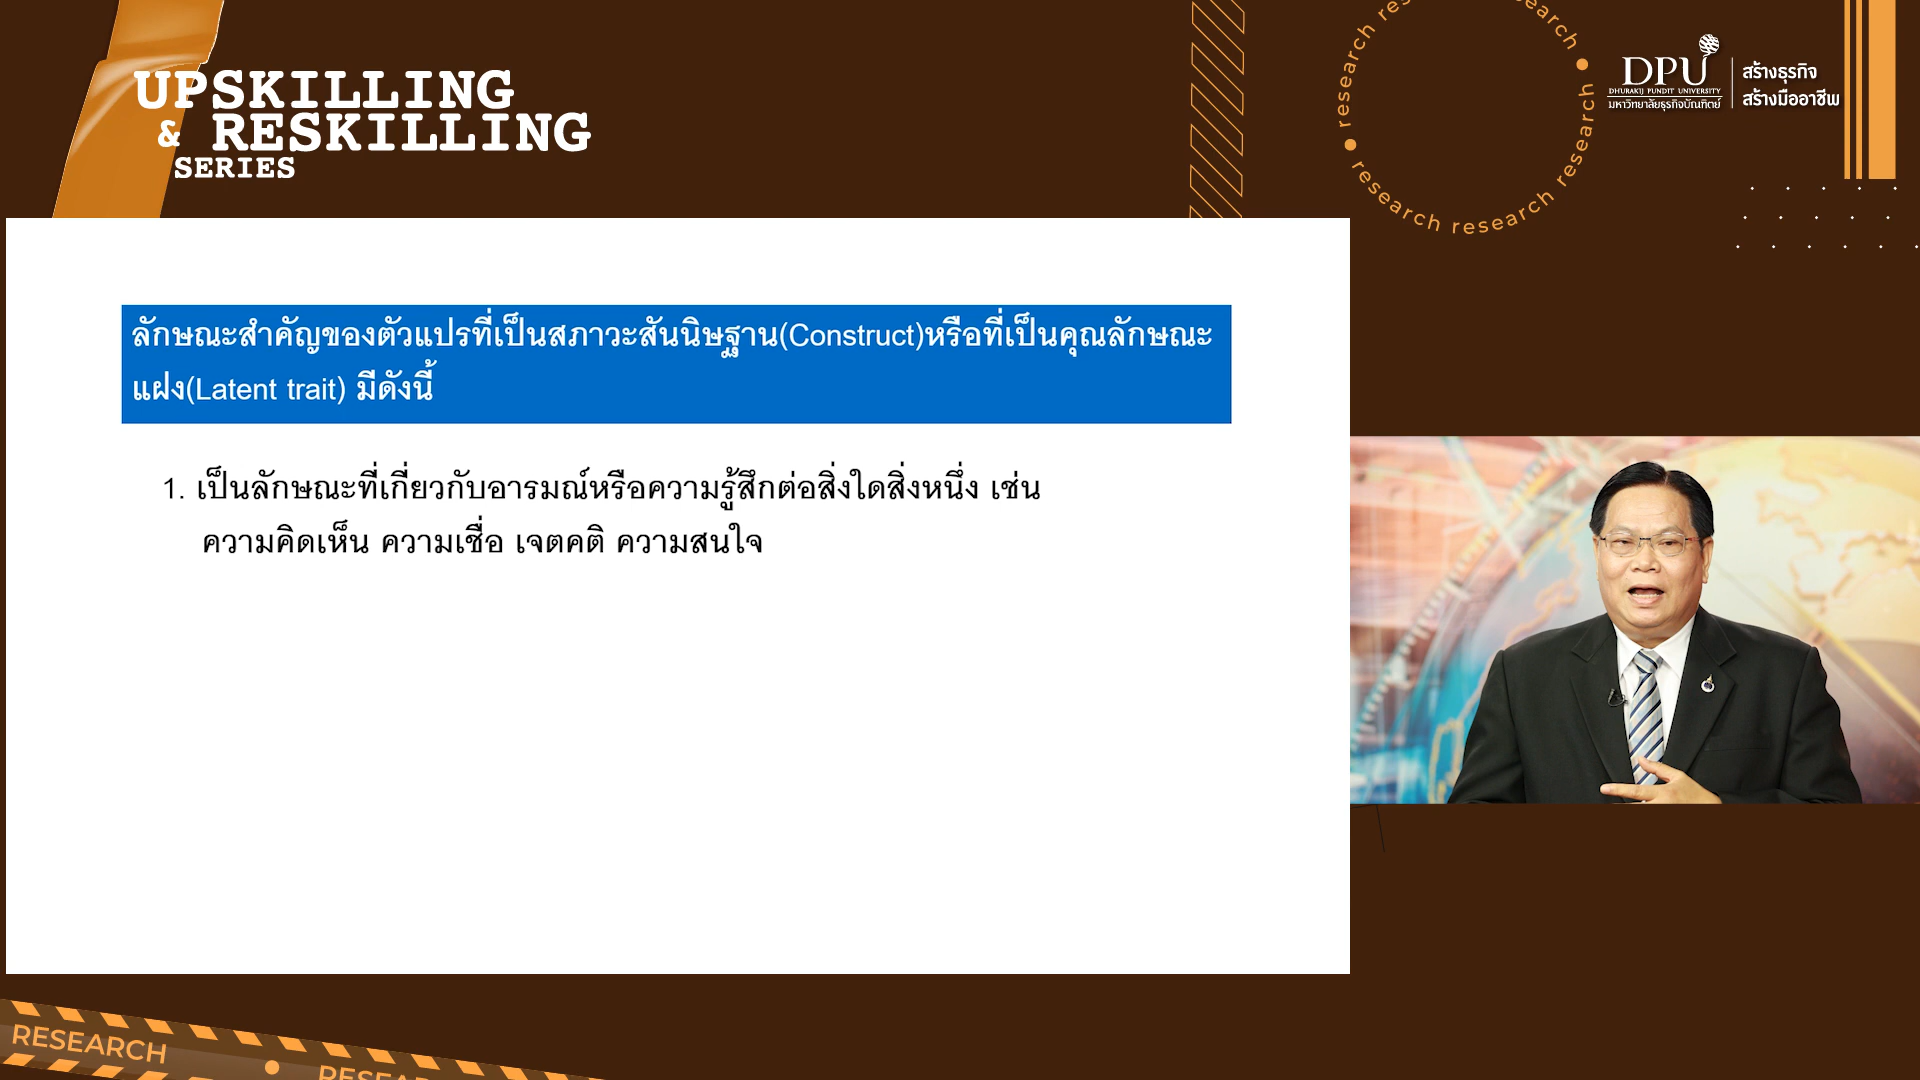 UPSKILLING
& RESKILLING
SERIES
research research research research
DPU
DHURAKIJ PUNDIT UNIVERSITY
มหาวิทยาลัยธุรกิจบัณฑิตย์
สร้างธุรกิจ
สร้างมืออาชีพ
ลักษณะสำคัญของตัวแปรที่เป็นสภาวะสันนิษฐาน(Construct)หรือที่เป็นคุณลักษณะ
แฝง(Latent trait) มีดังนี้
1. เป็นลักษณะที่เกี่ยวกับอารมณ์หรือความรู้สึกต่อสิ่งใดสิ่งหนึ่ง เช่น
ความคิดเห็น ความเชื่อ เจตคติ ความสนใจ
RESEARCH